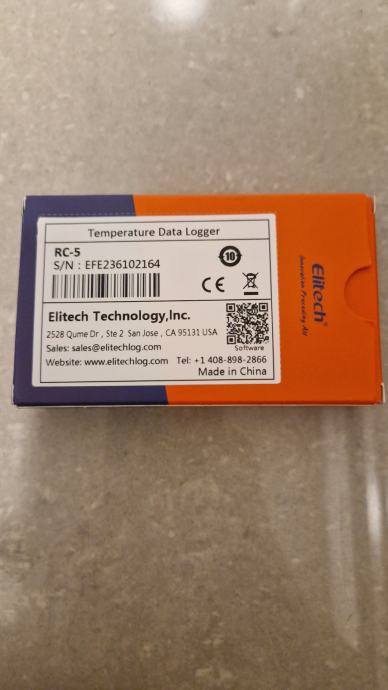 Temperature Data Logger
RC-5
S/N : EFE236102164
10
CE
Elitech Technology,Inc.
2528 Qume Dr , Ste 2 San Jose , CA 95131 USA
Sales: sales@elitechlog.com
Software
Website: www.elitechlog.com Tel: +1 408-898-2866
Made in China
Elitech®
Innovation Preceding All